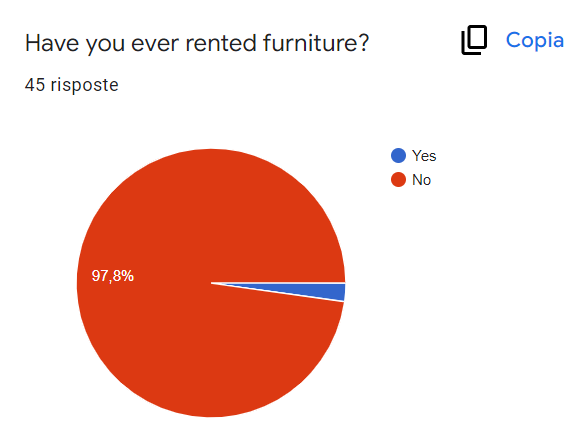 Have you ever rented furniture?
Copia
45 risposte
Yes
No
97,8%